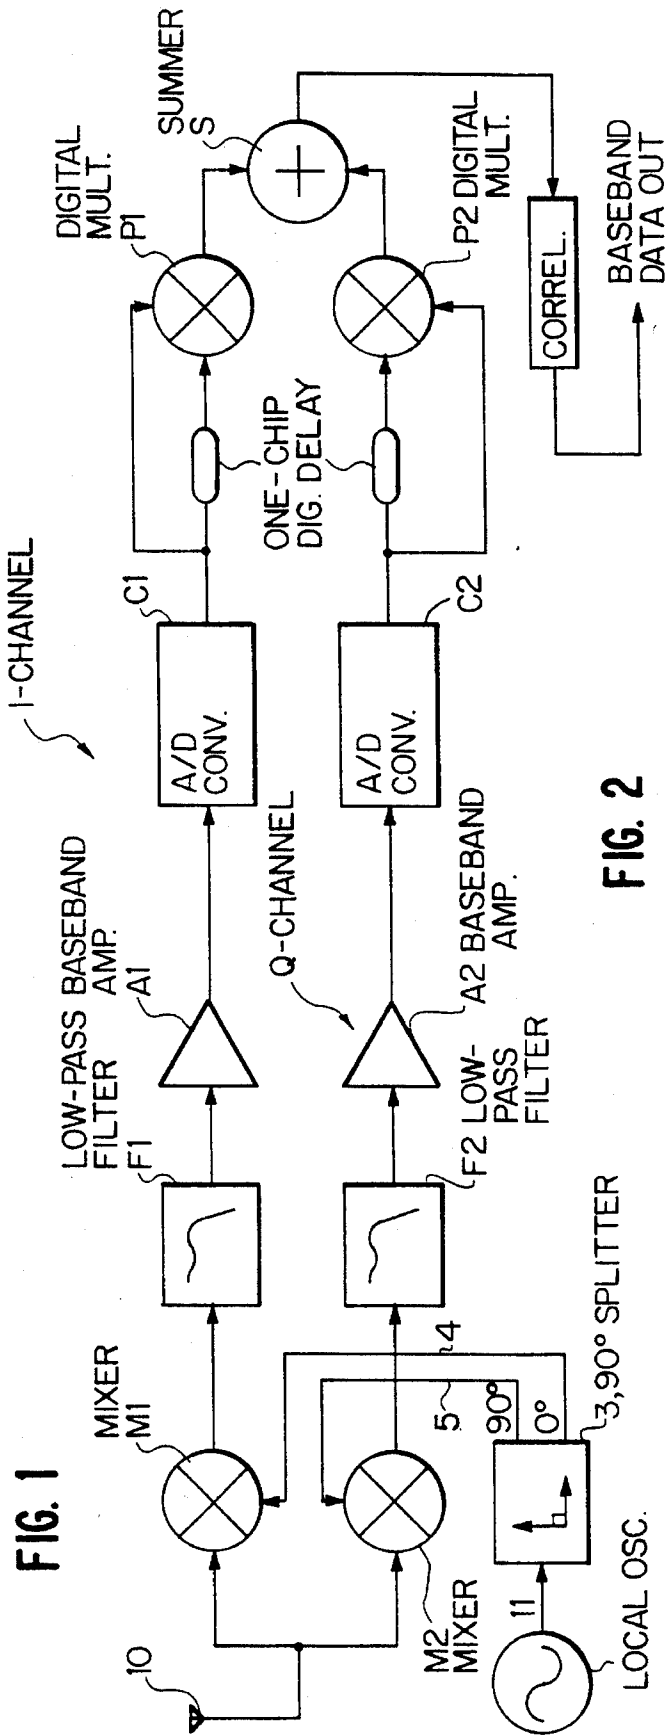 FIG. 1
10
MIXER
M1
LOW-PASS
FILTER
F1
BASEBAND
AMP.
A1
I-CHANNEL
C1
A/D
CONV.
DIGITAL
MULT.
P1
SUMMER
S
ONE-CHIP
DIG. DELAY
Q-CHANNEL
M2
MIXER
5
4
F2 LOW-
PASS
FILTER
A2 BASEBAND
AMP.
A/D
CONV.
C2
P2 DIGITAL
MULT.
11
90°
0°
LOCAL OSC.
3,90° SPLITTER
CORREL.
BASEBAND
DATA OUT
FIG. 2